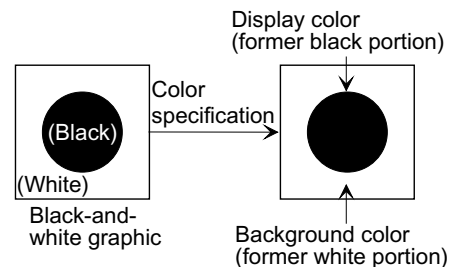 Display color
(former black portion)
Color
specification
(Black)
(White)
Black-and-
white graphic
Background color
(former white portion)